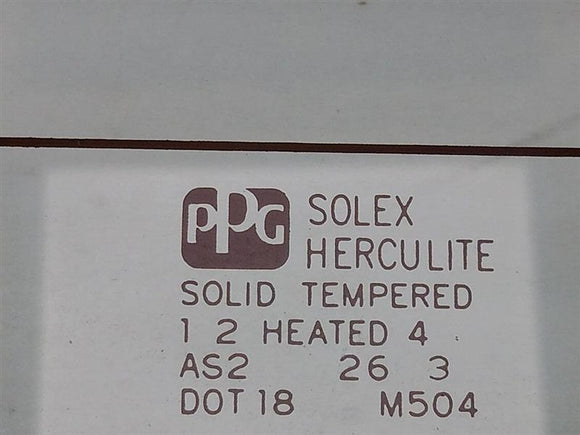 PPG SOLEX
HERCULITE
SOLID TEMPERED
1 2 HEATED 4
AS2 26 3
DOT 18 M504